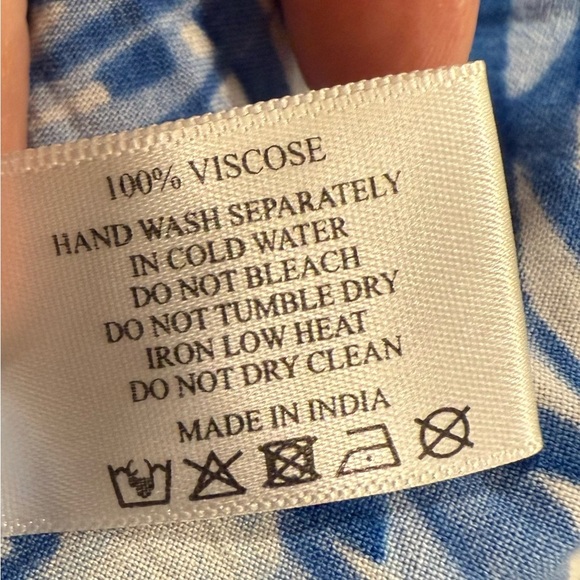 100% VISCOSE
HAND WASH SEPARATELY
IN COLD WATER
DO NOT BLEACH
DO NOT TUMBLE DRY
IRON LOW HEAT
DO NOT DRY CLEAN
MADE IN INDIA